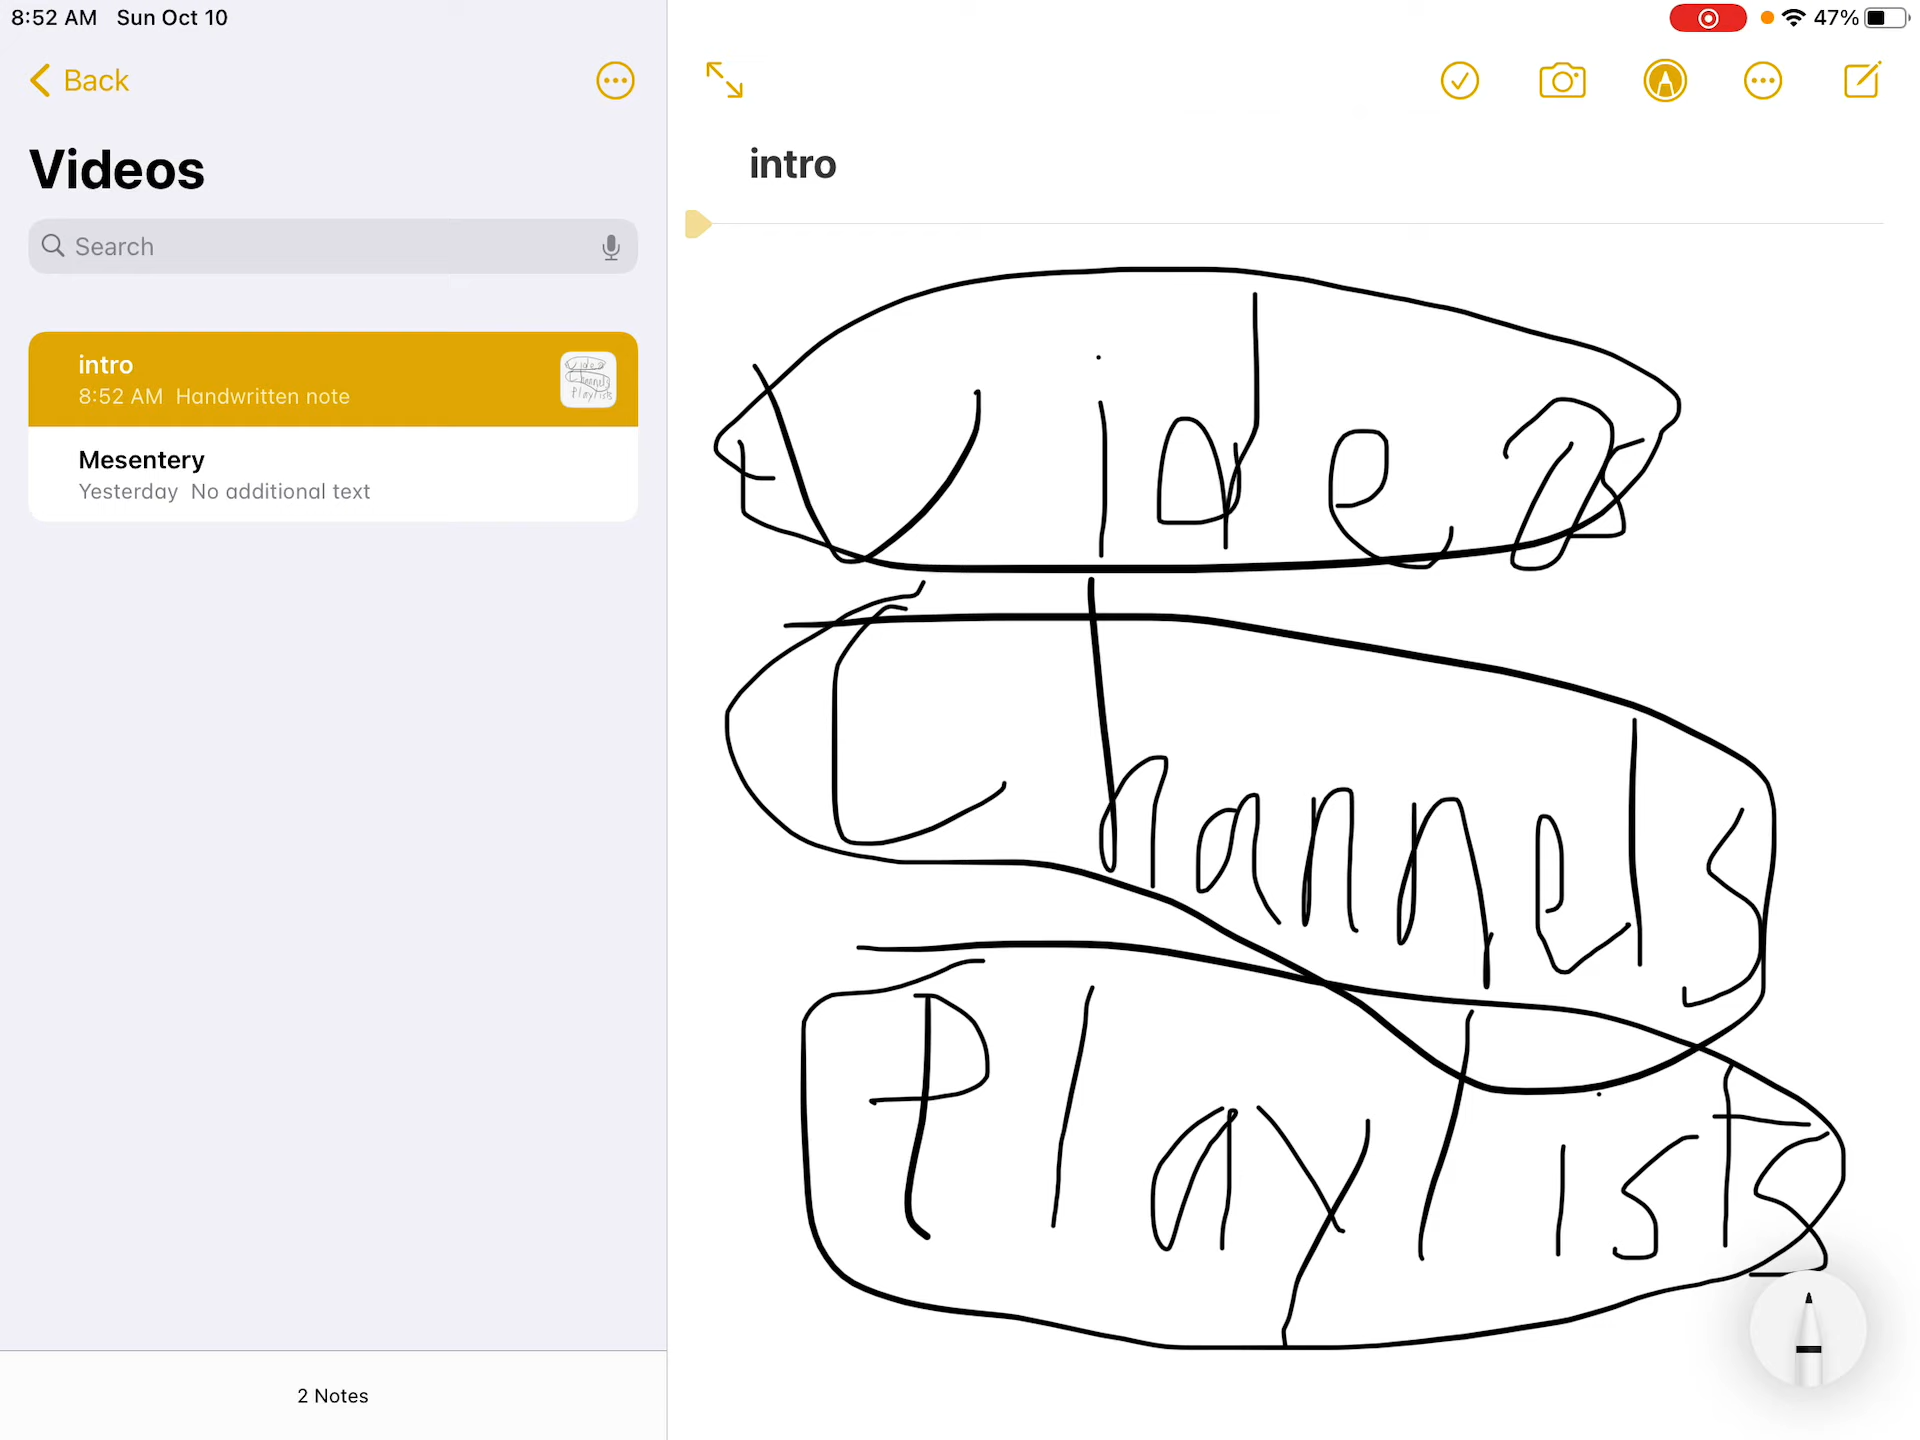 8:52 AM Sun Oct 10
47%
Back
Videos
Search
intro
8:52 AM Handwritten note
Mesentery
Yesterday No additional text
2 Notes
intro
Video
Channels
Playlists